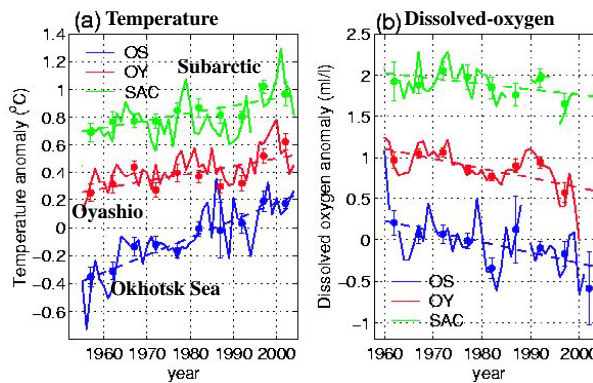 (a) Temperature
Temperature anomaly (°C)
1.4
1.2
1
0.8
0.6
0.4
0.2
0
−0.2
−0.4
−0.6
OS
OY
SAC
Subarctic
Oyashio
Okhotsk Sea
1960 1970 1980 1990 2000
year
(b) Dissolved-oxygen
Dissolved oxygen anomaly (ml/l)
2.5
2
1.5
1
0.5
0
−0.5
−1
OS
OY
SAC
1960 1970 1980 1990 2000
year